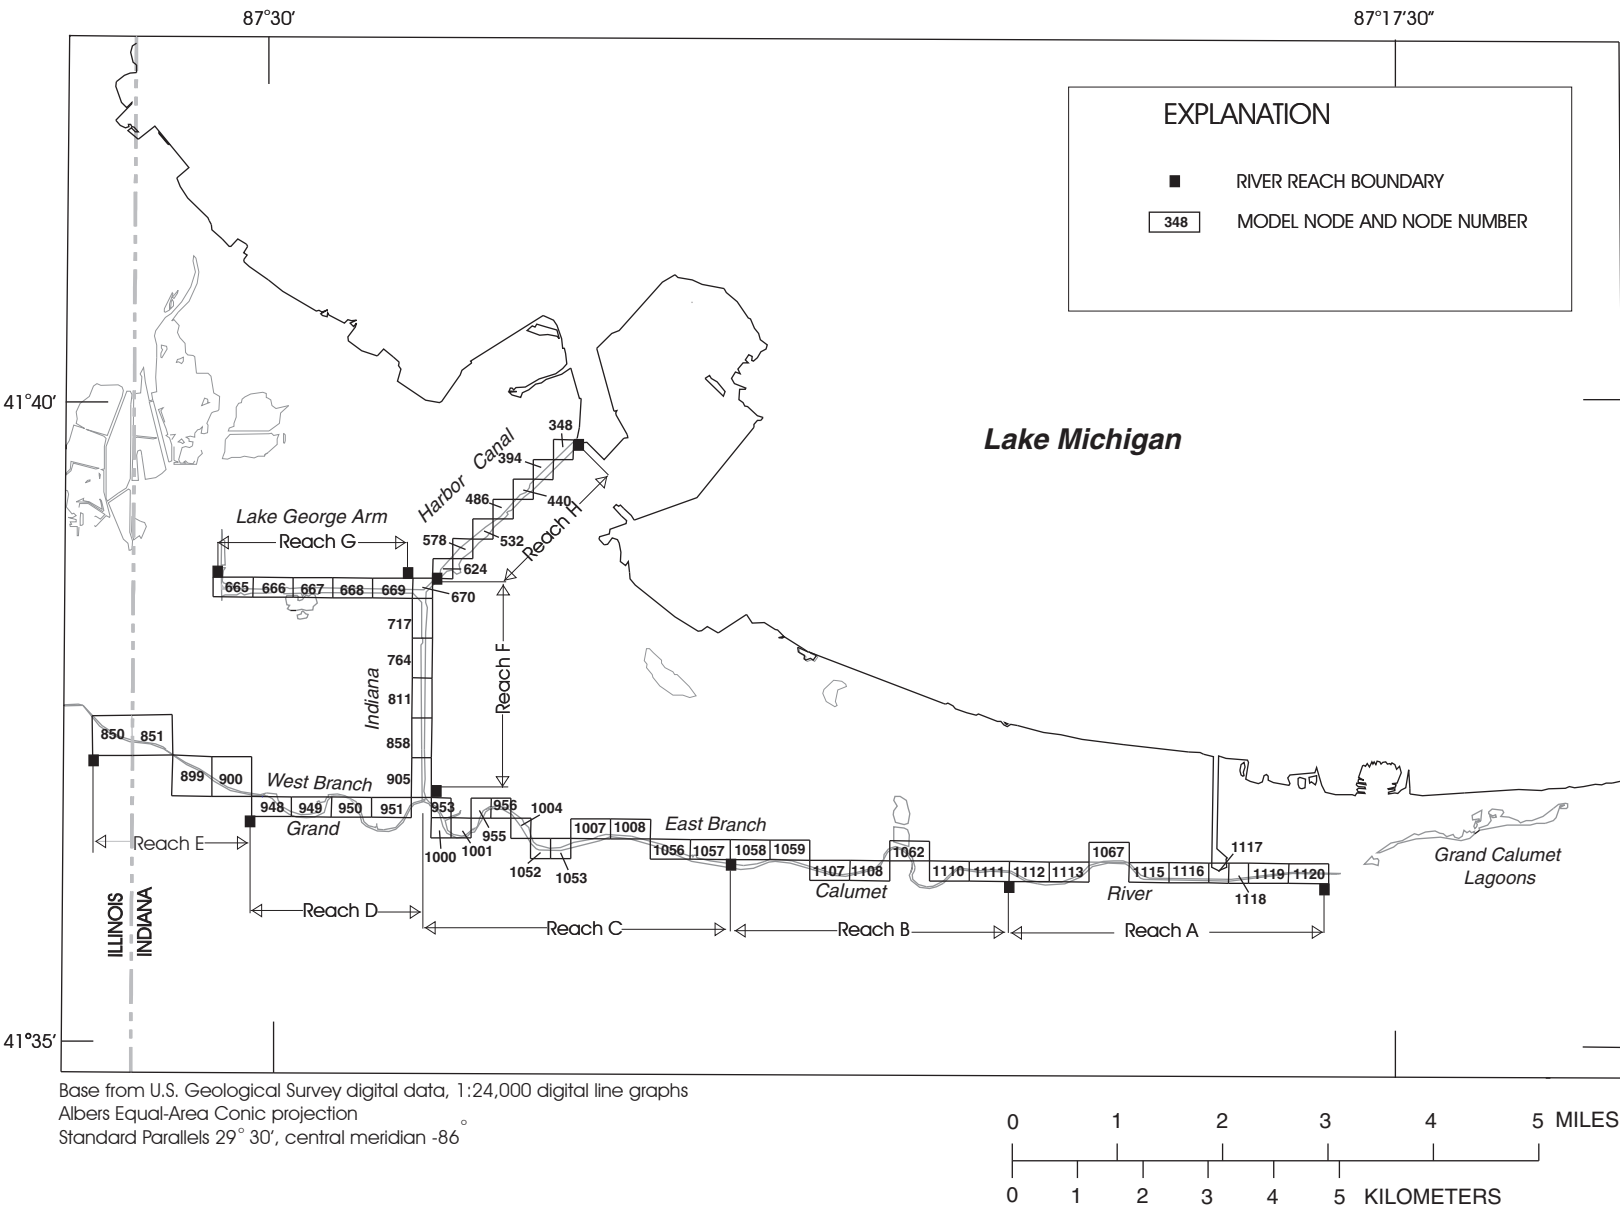 87°30′
87°17′30″
EXPLANATION
RIVER REACH BOUNDARY
348 MODEL NODE AND NODE NUMBER
41°40′
Lake Michigan
348
Harbor Canal
394
440
486
532
578
624
Reach H
Lake George Arm
Reach G
665 666 667 668 669
670
717
764
811
858
905
Indiana
Reach F
850 851
899 900
West Branch
948 949 950 951
Grand
953
956
955
1004
1000
1001
1007 1008
East Branch
1052
1053
1056 1057 1058 1059
1062
1067
1107 1108
1110 1111 1112 1113
1115 1116
1117
1118
1119 1120
Calumet
River
Grand Calumet
Lagoons
Reach E
Reach D
Reach C
Reach B
Reach A
ILLINOIS
INDIANA
41°35′
Base from U.S. Geological Survey digital data, 1:24,000 digital line graphs
Albers Equal-Area Conic projection
Standard Parallels 29° 30′, central meridian -86°
0 1 2 3 4 5 MILES
0 1 2 3 4 5 KILOMETERS